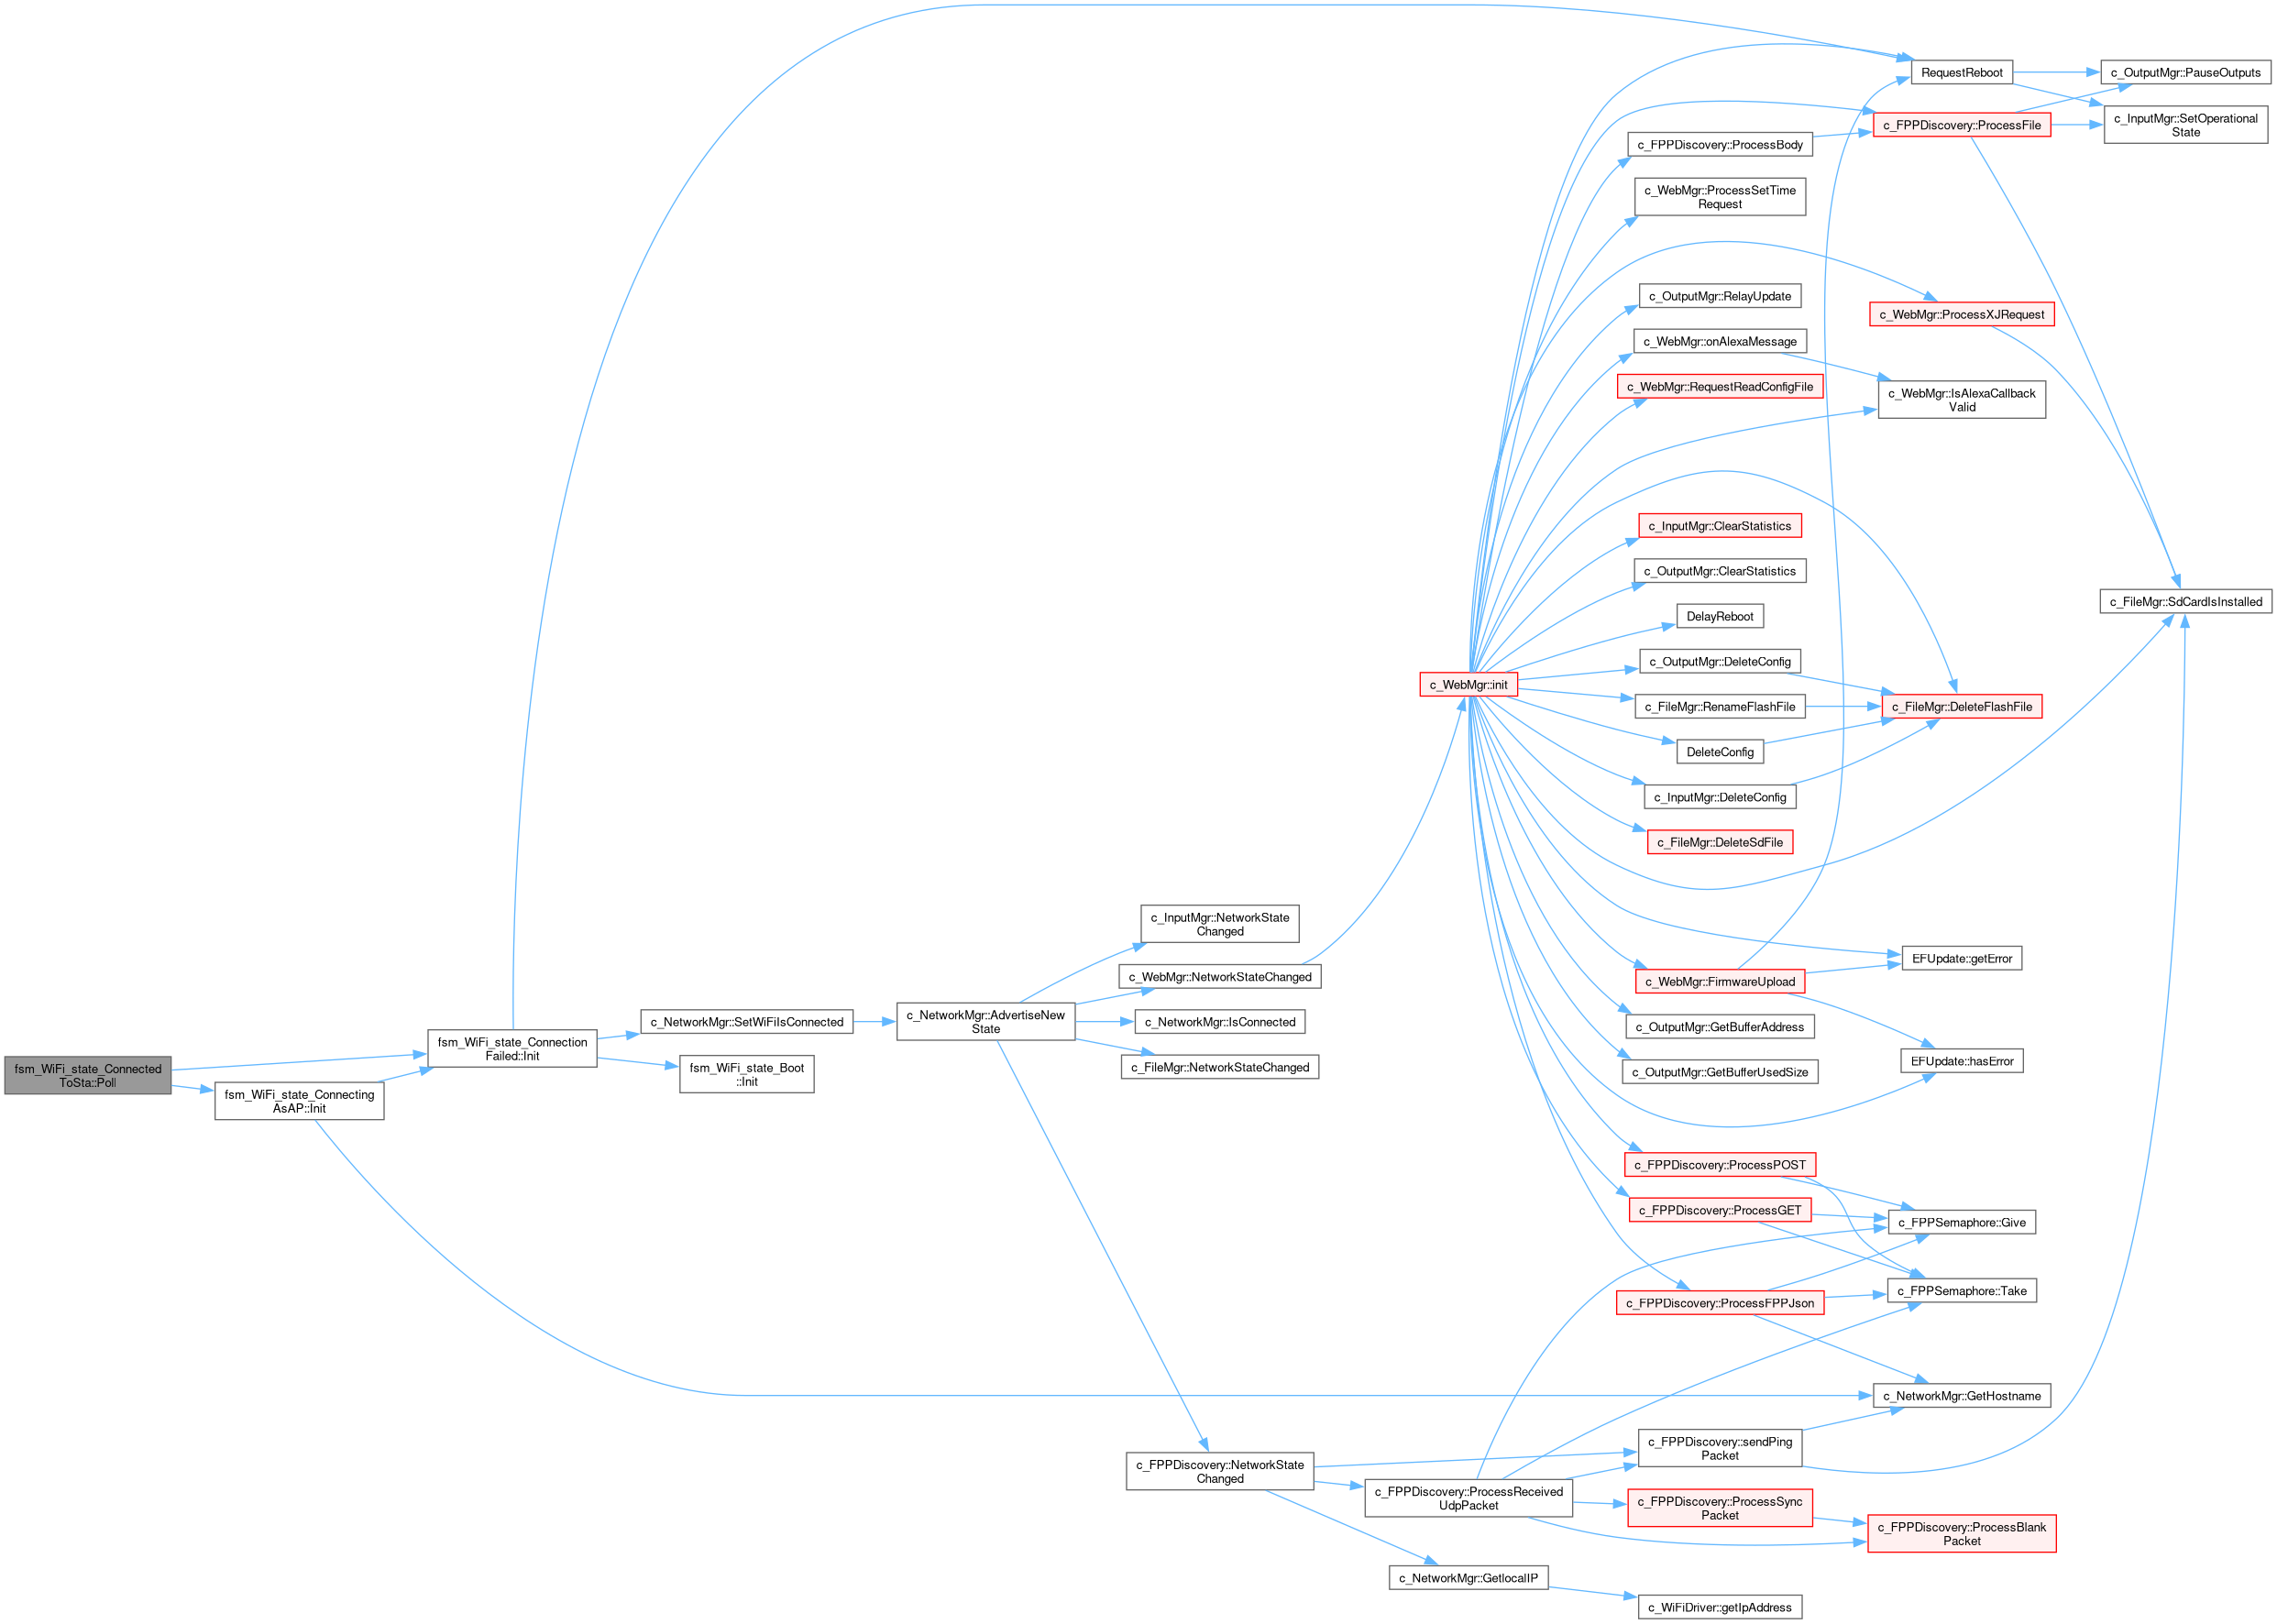 RequestReboot
c_OutputMgr::PauseOutputs
c_InputMgr::SetOperational
State
c_FPPDiscovery::ProcessFile
c_FPPDiscovery::ProcessBody
c_WebMgr::ProcessSetTime
Request
c_OutputMgr::RelayUpdate
c_WebMgr::ProcessXJRequest
c_WebMgr::onAlexaMessage
c_WebMgr::RequestReadConfigFile
c_WebMgr::IsAlexaCallback
Valid
c_InputMgr::ClearStatistics
c_OutputMgr::ClearStatistics
c_FileMgr::SdCardIsInstalled
DelayReboot
c_OutputMgr::DeleteConfig
c_WebMgr::init
c_FileMgr::RenameFlashFile
c_FileMgr::DeleteFlashFile
DeleteConfig
c_InputMgr::DeleteConfig
c_FileMgr::DeleteSdFile
c_InputMgr::NetworkState
Changed
EFUpdate::getError
c_WebMgr::NetworkStateChanged
c_WebMgr::FirmwareUpload
c_NetworkMgr::SetWiFiIsConnected
c_NetworkMgr::AdvertiseNew
State
c_NetworkMgr::IsConnected
c_OutputMgr::GetBufferAddress
fsm_WiFi_state_Connection
Failed::Init
c_FileMgr::NetworkStateChanged
c_OutputMgr::GetBufferUsedSize
EFUpdate::hasError
fsm_WiFi_state_Connected
ToSta::Poll
fsm_WiFi_state_Boot
::Init
fsm_WiFi_state_Connecting
AsAP::Init
c_FPPDiscovery::ProcessPOST
c_FPPDiscovery::ProcessGET
c_FPPSemaphore::Give
c_FPPSemaphore::Take
c_FPPDiscovery::ProcessFPPJson
c_NetworkMgr::GetHostname
c_FPPDiscovery::sendPing
Packet
c_FPPDiscovery::NetworkState
Changed
c_FPPDiscovery::ProcessReceived
UdpPacket
c_FPPDiscovery::ProcessSync
Packet
c_FPPDiscovery::ProcessBlank
Packet
c_NetworkMgr::GetlocalIP
c_WiFiDriver::getIpAddress